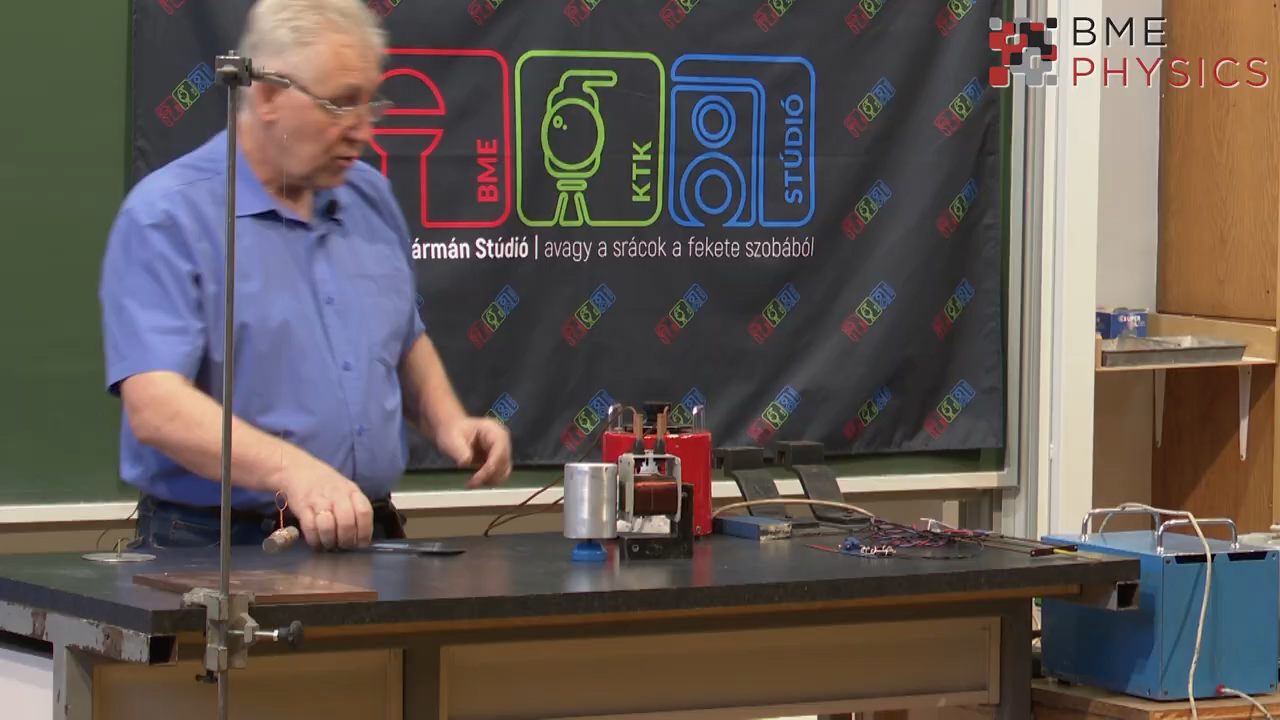 BME
PHYSICS
BME
KTK
STÚDIÓ
ármán Stúdió | avagy a srácok a fekete szobából